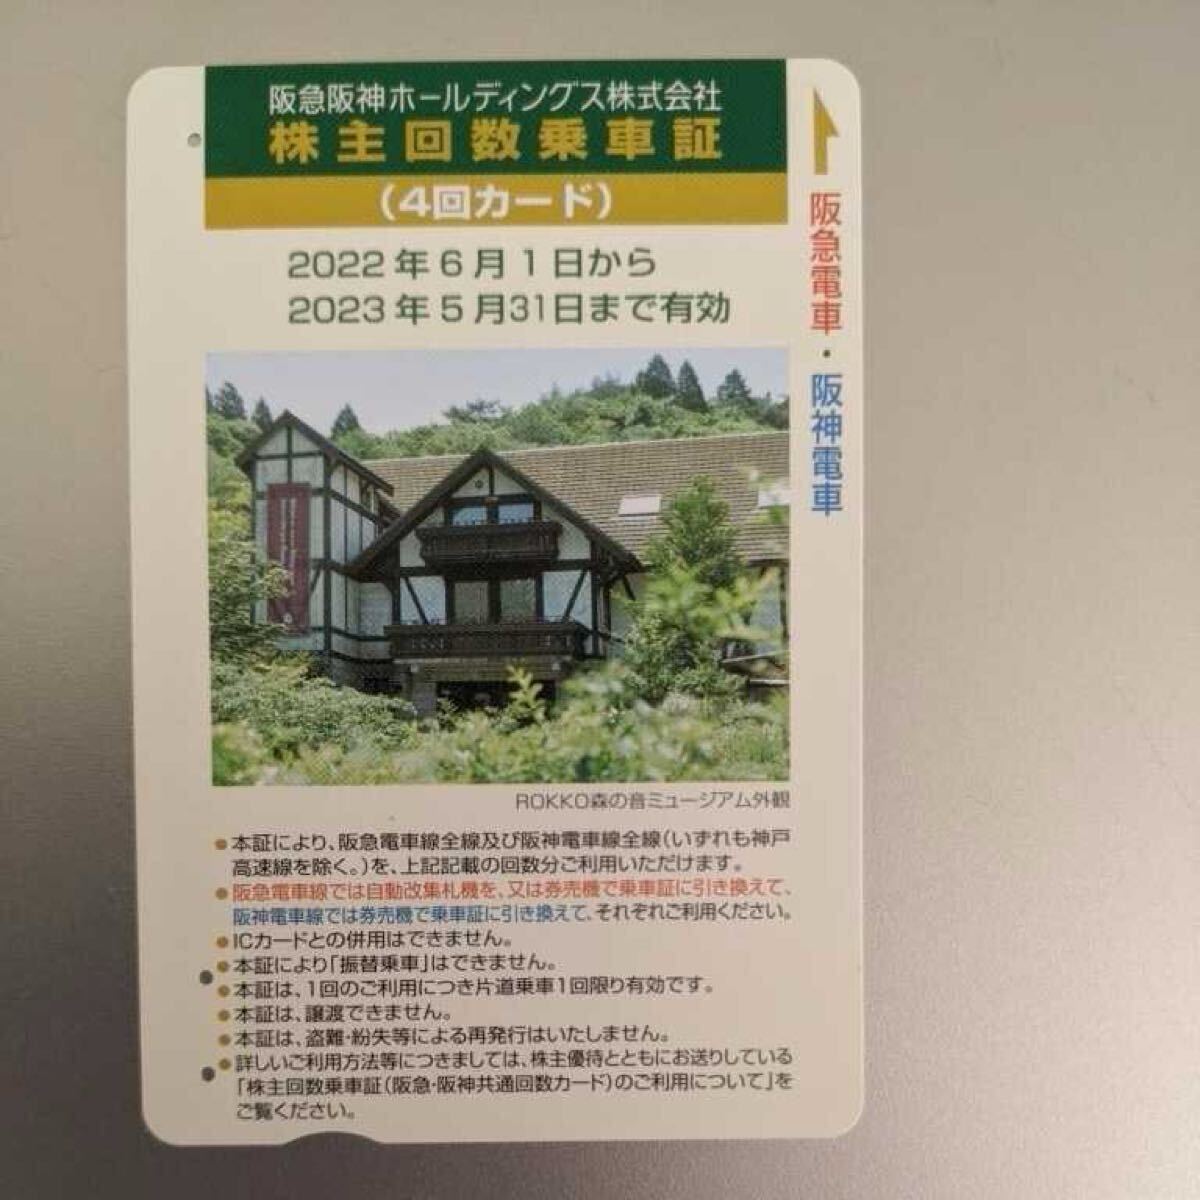 阪急阪神ホールディングス株式会社
株主回数乗車証
(4回カード)
2022年6月1日から
2023年5月31日まで有効
阪急電車・阪神電車
ROKKO森の音ミュージアム外観
●本証により、阪急電車線全線及び阪神電車線全線(いずれも神戸
高速線を除く。)を、上記記載の回数分ご利用いただけます。
●阪急電車線では自動改集札機を、又は券売機で乗車証に引き換えて、
阪神電車線では券売機で乗車証に引き換えて、それぞれご利用ください。
●ICカードとの併用はできません。
●本証により「振替乗車」はできません。
●本証は、1回のご利用につき片道乗車1回限り有効です。
●本証は、譲渡できません。
●本証は、盗難・紛失等による再発行はいたしません。
●詳しいご利用方法等につきましては、株主優待とともにお送りしている
「株主回数乗車証(阪急・阪神共通回数カード)のご利用について」を
ご覧ください。